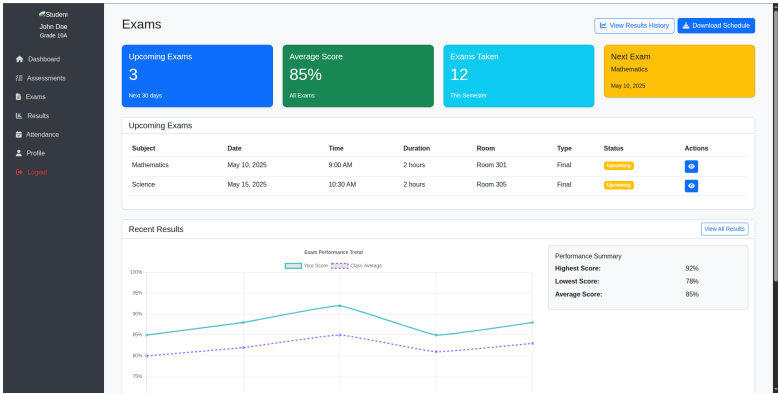 Student
John Doe
Grade 10A
Dashboard
Assessments
Exams
Results
Attendance
Profile
Logout
Exams
View Results History
Download Schedule
Upcoming Exams
3
Next 30 days
Average Score
85%
All Exams
Exams Taken
12
This Semester
Next Exam
Mathematics
May 10, 2025
Upcoming Exams
Subject Date Time Duration Room Type Status Actions
Mathematics May 10, 2025 9:00 AM 2 hours Room 301 Final Upcoming
Science May 15, 2025 10:30 AM 2 hours Room 305 Final Upcoming
Recent Results
View All Results
Exam Performance Trend
Your Score Class Average
100%
95%
90%
85%
80%
75%
Performance Summary
Highest Score: 92%
Lowest Score: 78%
Average Score: 85%